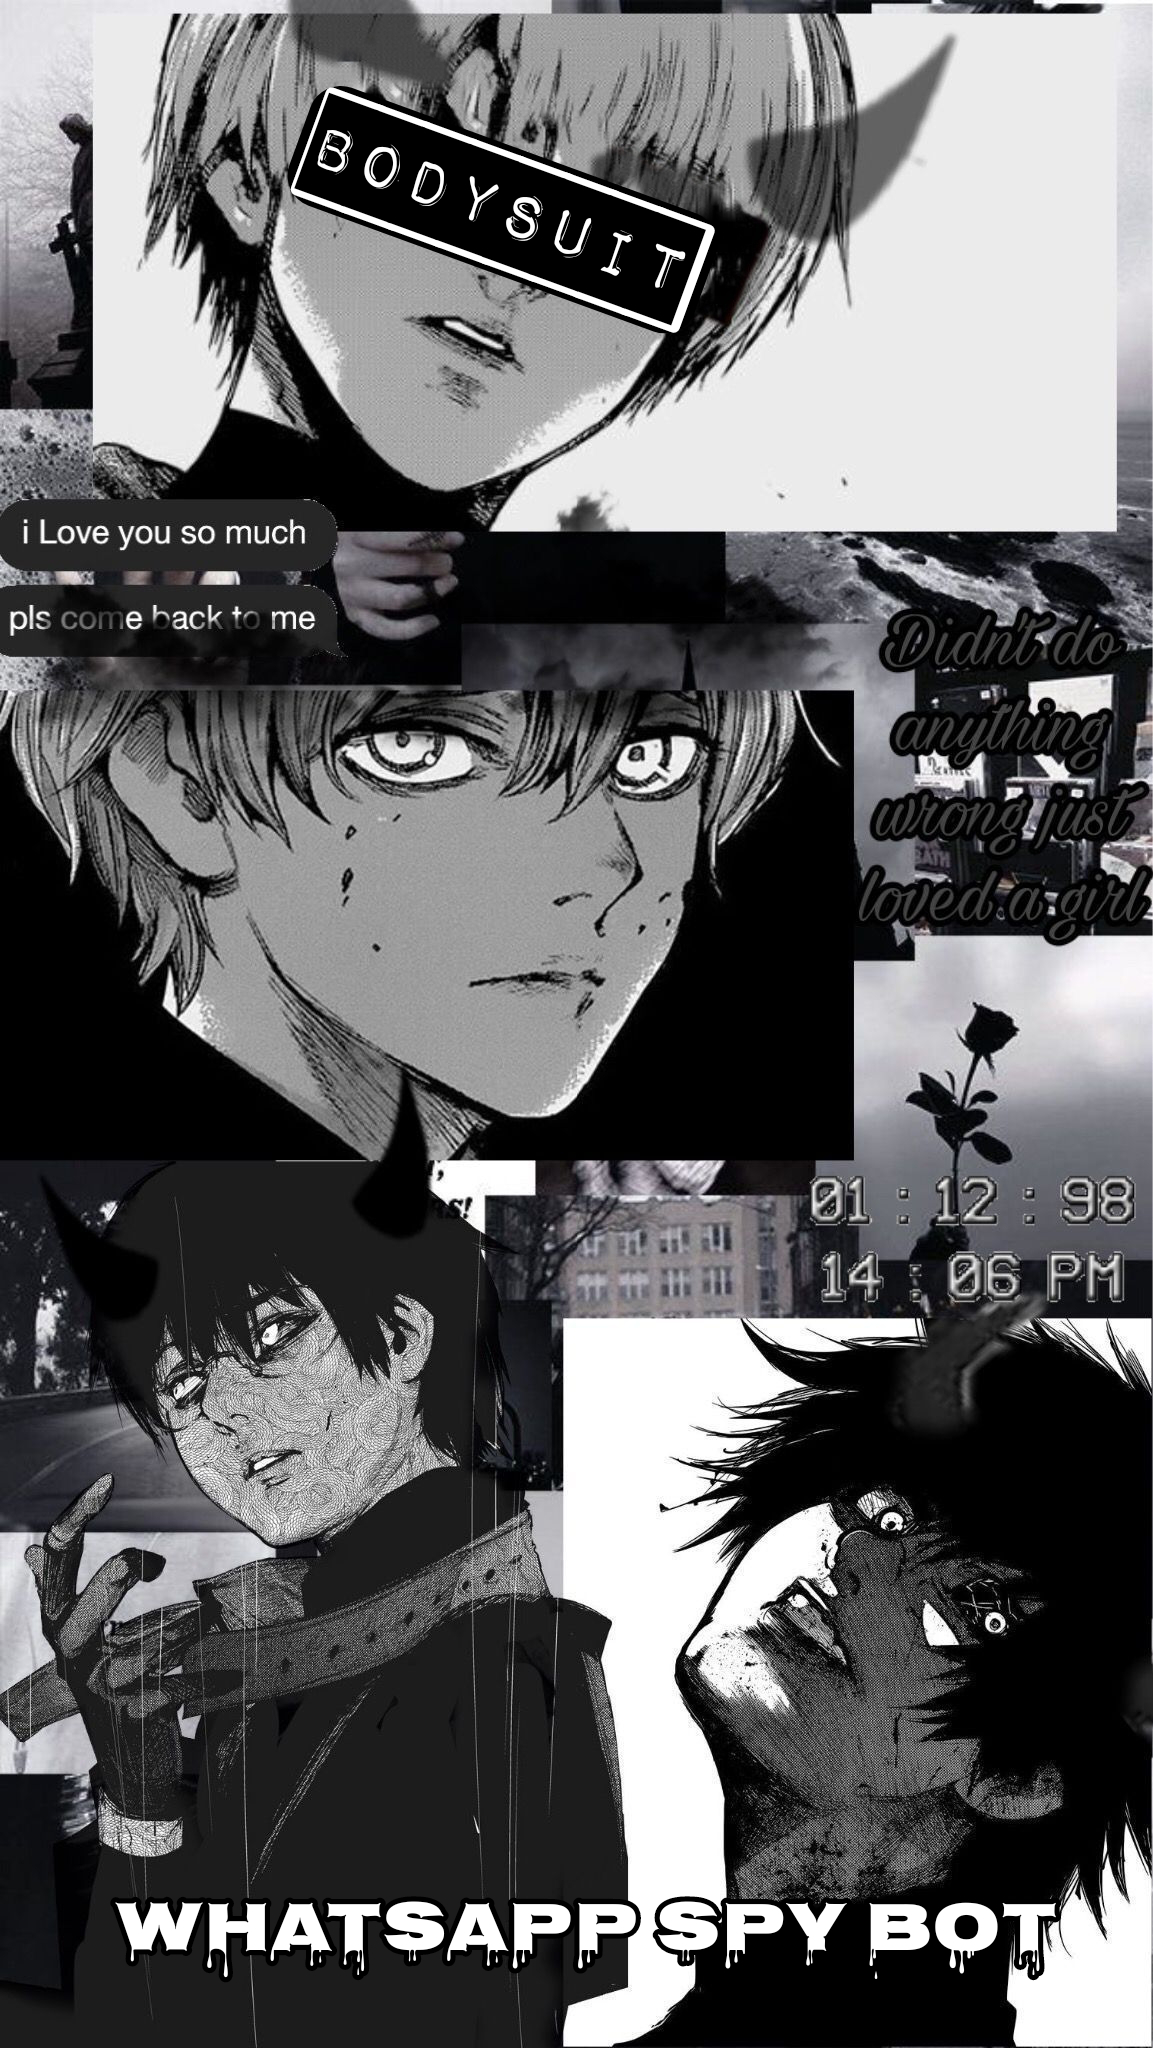 BODYSUIT
i Love you so much
pls come back to me
Didn't do
anything
wrong just
loved a girl
01 : 12 : 98
14 : 06 PM
WHATSAPP SPY BOT